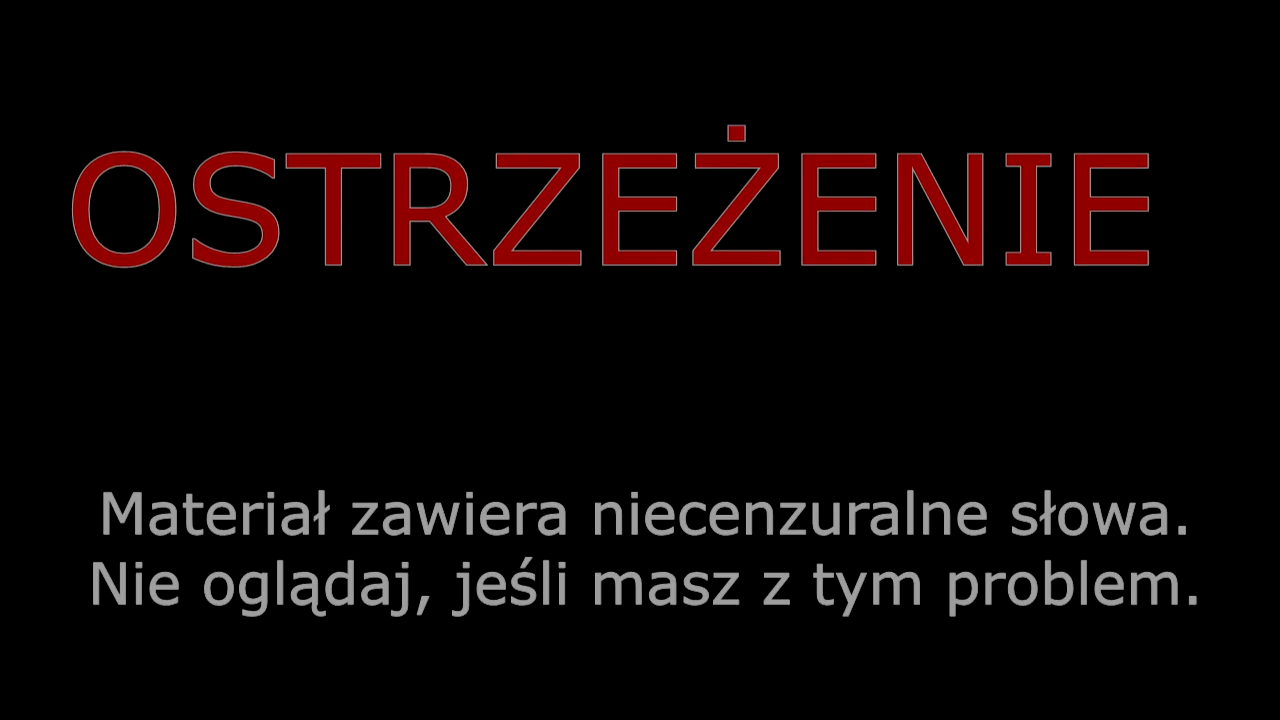 OSTRZEŻENIE
Materiał zawiera niecenzuralne słowa.
Nie oglądaj, jeśli masz z tym problem.